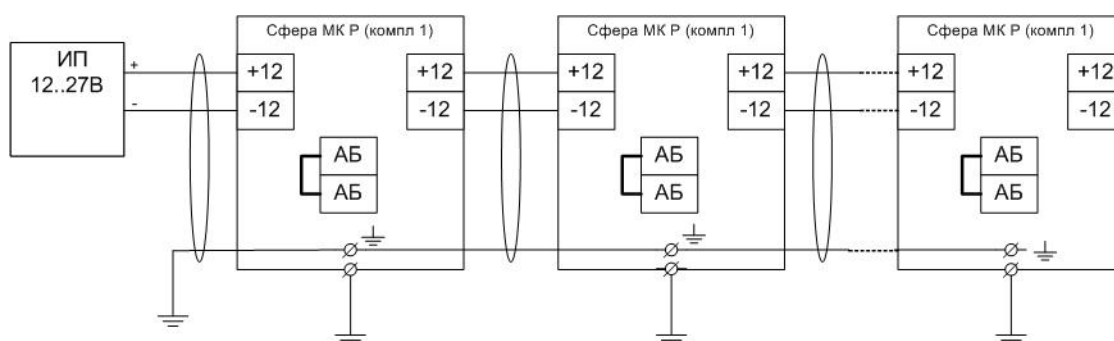 ИП
12..27В
+
-
Сфера МК Р (компл 1)
+12
-12
+12
-12
АБ
АБ
Сфера МК Р (компл 1)
+12
-12
+12
-12
АБ
АБ
Сфера МК Р (компл 1)
+12
-12
+12
-12
АБ
АБ